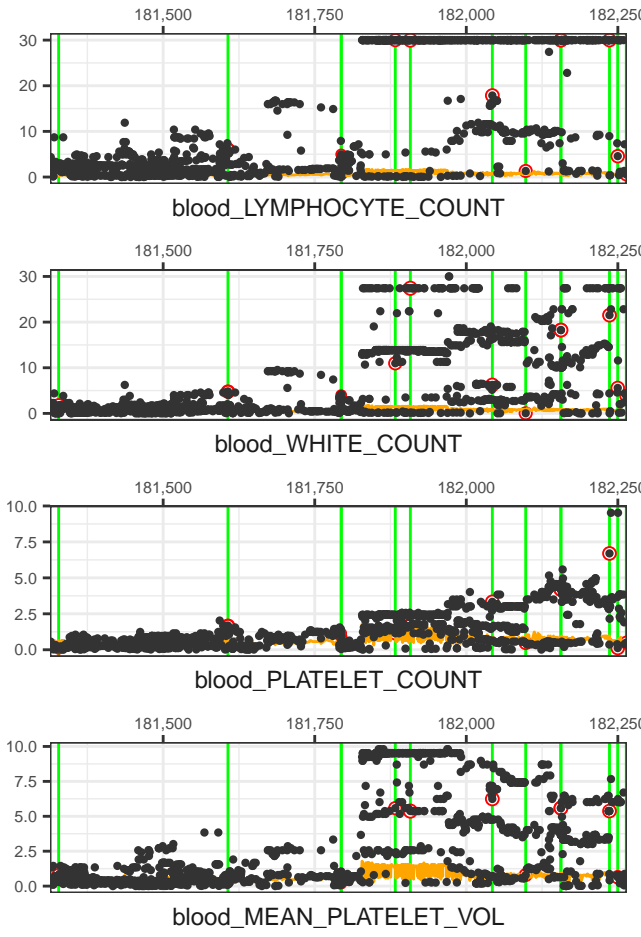 181,500 181,750 182,000 182,250
30
20
10
0
blood_LYMPHOCYTE_COUNT
181,500 181,750 182,000 182,250
30
20
10
0
blood_WHITE_COUNT
181,500 181,750 182,000 182,250
10.0
7.5
5.0
2.5
0.0
blood_PLATELET_COUNT
181,500 181,750 182,000 182,250
10.0
7.5
5.0
2.5
0.0
blood_MEAN_PLATELET_VOL